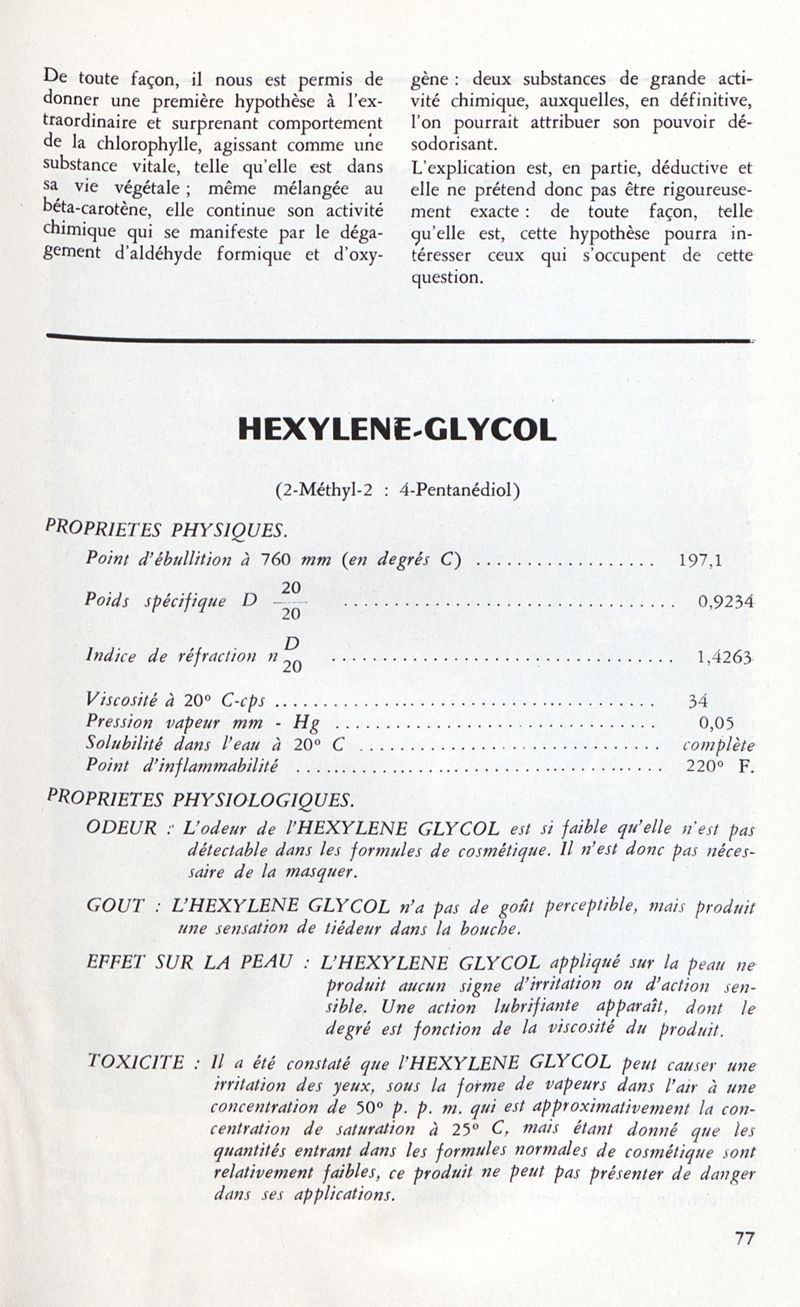 De toute façon, il nous est permis de
donner une première hypothèse à l'ex-
traordinaire et surprenant comportement
de la chlorophylle, agissant comme une
substance vitale, telle qu'elle est dans
sa vie végétale ; même mélangée au
béta-carotène, elle continue son activité
chimique qui se manifeste par le déga-
gement d'aldéhyde formique et d'oxy-
gène : deux substances de grande acti-
vité chimique, auxquelles, en définitive,
l'on pourrait attribuer son pouvoir dé-
sodorisant.
L'explication est, en partie, déductive et
elle ne prétend donc pas être rigoureuse-
ment exacte : de toute façon, telle
qu'elle est, cette hypothèse pourra in-
téresser ceux qui s'occupent de cette
question.
HEXYLENE-GLYCOL
(2-Méthyl-2 : 4-Pentanédiol)
PROPRIETES PHYSIQUES.
Point d'ébullition à 760 mm (en degrés C) .................. 197,1
Poids spécifique D 20/20 .................................. 0,9234
Indice de réfraction n D/20 .................................. 1,4263
Viscosité à 20° C-cps .......................................... 34
Pression vapeur mm - Hg .................................. 0,05
Solubilité dans l'eau à 20° C ............................... complète
Point d'inflammabilité ...................................... 220° F.
PROPRIETES PHYSIOLOGIQUES.
ODEUR : L'odeur de l'HEXYLENE GLYCOL est si faible qu'elle n'est pas
détectable dans les formules de cosmétique. Il n'est donc pas néces-
saire de la masquer.
GOUT : L'HEXYLENE GLYCOL n'a pas de goût perceptible, mais produit
une sensation de tiédeur dans la bouche.
EFFET SUR LA PEAU : L'HEXYLENE GLYCOL appliqué sur la peau ne
produit aucun signe d'irritation ou d'action sen-
sible. Une action lubrifiante apparaît, dont le
degré est fonction de la viscosité du produit.
TOXICITE : Il a été constaté que l'HEXYLENE GLYCOL peut causer une
irritation des yeux, sous la forme de vapeurs dans l'air à une
concentration de 50° p. p. m. qui est approximativement la con-
centration de saturation à 25° C, mais étant donné que les
quantités entrant dans les formules normales de cosmétique sont
relativement faibles, ce produit ne peut pas présenter de danger
dans ses applications.
77